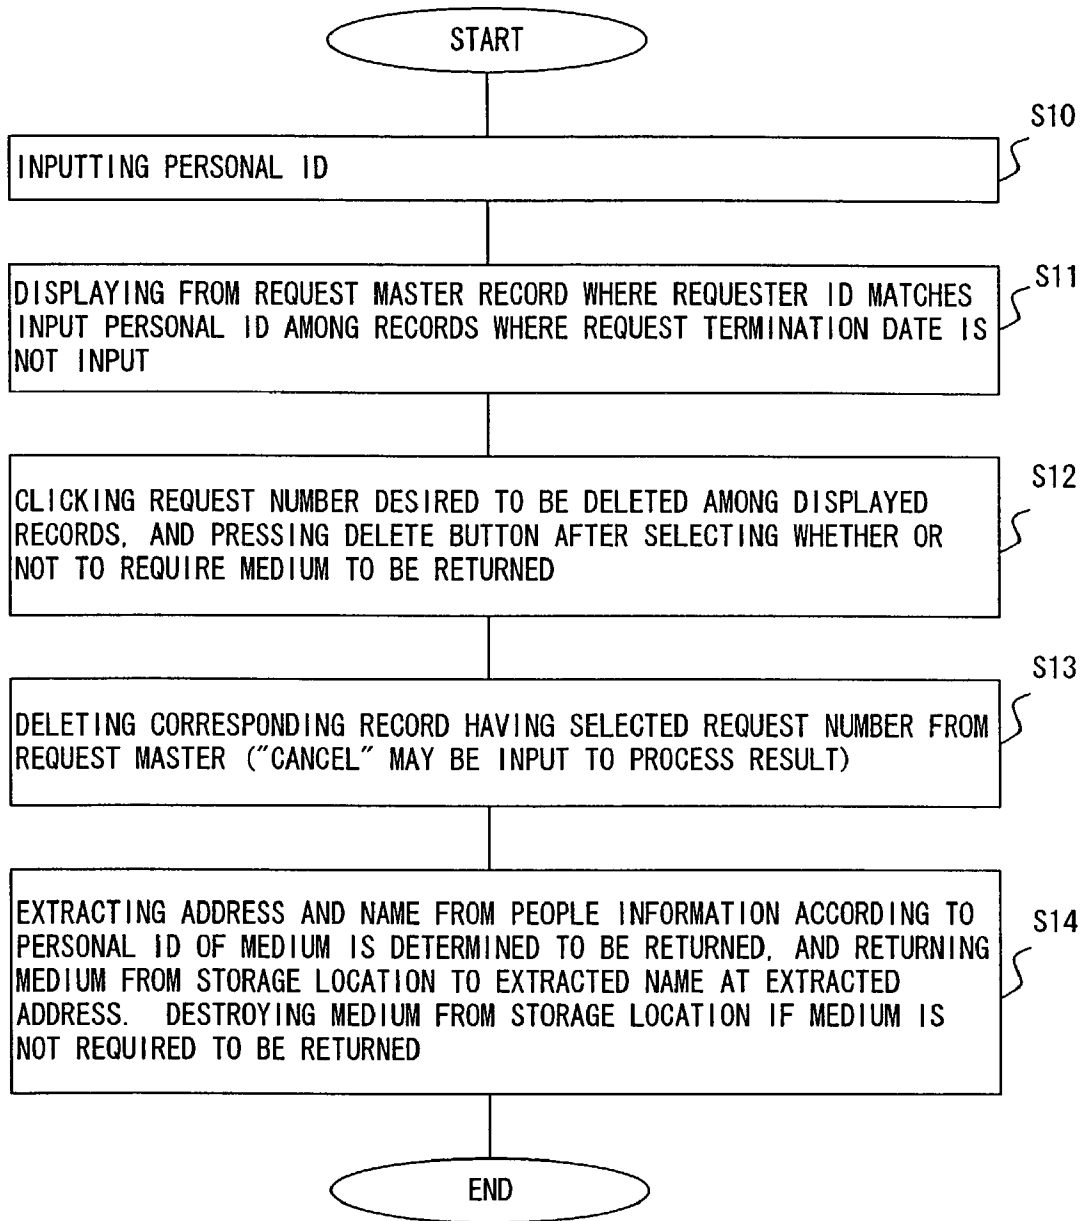 START
S10
INPUTTING PERSONAL ID
S11
DISPLAYING FROM REQUEST MASTER RECORD WHERE REQUESTER ID MATCHES
INPUT PERSONAL ID AMONG RECORDS WHERE REQUEST TERMINATION DATE IS
NOT INPUT
S12
CLICKING REQUEST NUMBER DESIRED TO BE DELETED AMONG DISPLAYED
RECORDS, AND PRESSING DELETE BUTTON AFTER SELECTING WHETHER OR
NOT TO REQUIRE MEDIUM TO BE RETURNED
S13
DELETING CORRESPONDING RECORD HAVING SELECTED REQUEST NUMBER FROM
REQUEST MASTER ("CANCEL" MAY BE INPUT TO PROCESS RESULT)
S14
EXTRACTING ADDRESS AND NAME FROM PEOPLE INFORMATION ACCORDING TO
PERSONAL ID OF MEDIUM IS DETERMINED TO BE RETURNED, AND RETURNING
MEDIUM FROM STORAGE LOCATION TO EXTRACTED NAME AT EXTRACTED
ADDRESS. DESTROYING MEDIUM FROM STORAGE LOCATION IF MEDIUM IS
NOT REQUIRED TO BE RETURNED
END